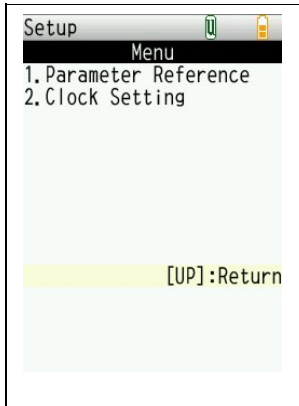 Setup U
Menu
1.Parameter Reference
2.Clock Setting
[UP]:Return